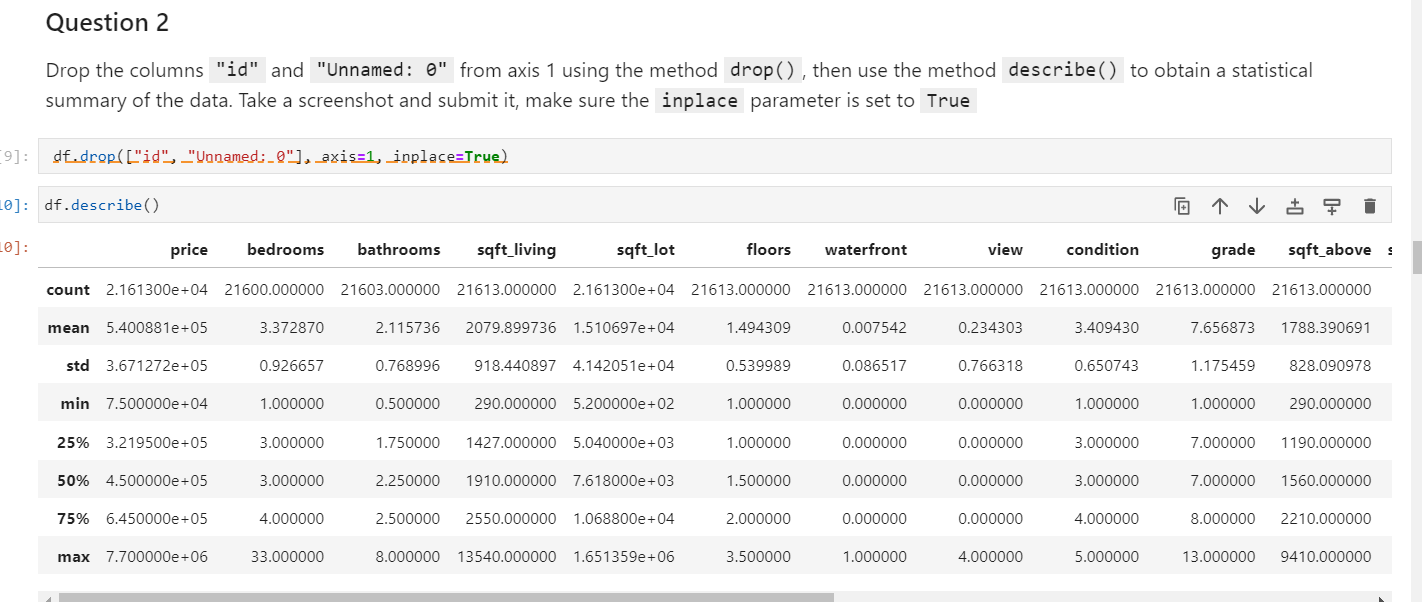 Question 2
Drop the columns "id" and "Unnamed: 0" from axis 1 using the method drop(), then use the method describe() to obtain a statistical
summary of the data. Take a screenshot and submit it, make sure the inplace parameter is set to True
9]: df.drop(["id", "Unnamed: 0"], axis=1, inplace=True)
10]: df.describe()
10]: price bedrooms bathrooms sqft_living sqft_lot floors waterfront view condition grade sqft_above s
count 2.161300e+04 21600.000000 21603.000000 21613.000000 2.161300e+04 21613.000000 21613.000000 21613.000000 21613.000000 21613.000000 21613.000000
mean 5.400881e+05 3.372870 2.115736 2079.899736 1.510697e+04 1.494309 0.007542 0.234303 3.409430 7.656873 1788.390691
std 3.671272e+05 0.926657 0.768996 918.440897 4.142051e+04 0.539989 0.086517 0.766318 0.650743 1.175459 828.090978
min 7.500000e+04 1.000000 0.500000 290.000000 5.200000e+02 1.000000 0.000000 0.000000 1.000000 1.000000 290.000000
25% 3.219500e+05 3.000000 1.750000 1427.000000 5.040000e+03 1.000000 0.000000 0.000000 3.000000 7.000000 1190.000000
50% 4.500000e+05 3.000000 2.250000 1910.000000 7.618000e+03 1.500000 0.000000 0.000000 3.000000 7.000000 1560.000000
75% 6.450000e+05 4.000000 2.500000 2550.000000 1.068800e+04 2.000000 0.000000 0.000000 4.000000 8.000000 2210.000000
max 7.700000e+06 33.000000 8.000000 13540.000000 1.651359e+06 3.500000 1.000000 4.000000 5.000000 13.000000 9410.000000